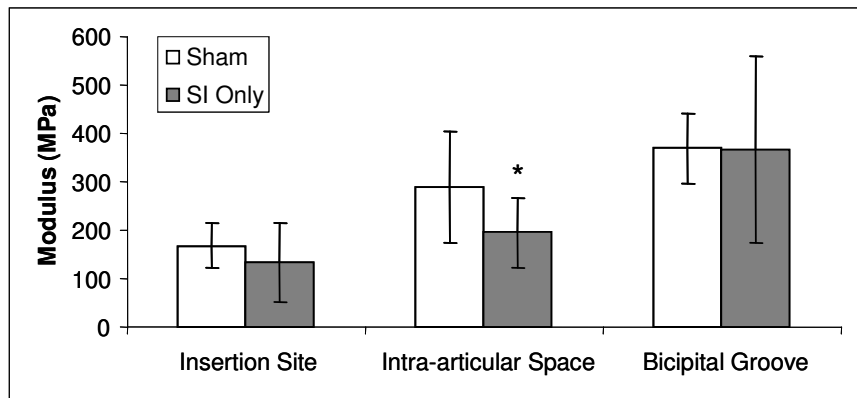 Modulus (MPa)
600
500
400
300
200
100
0
Sham
SI Only
*
Insertion Site
Intra-articular Space
Bicipital Groove